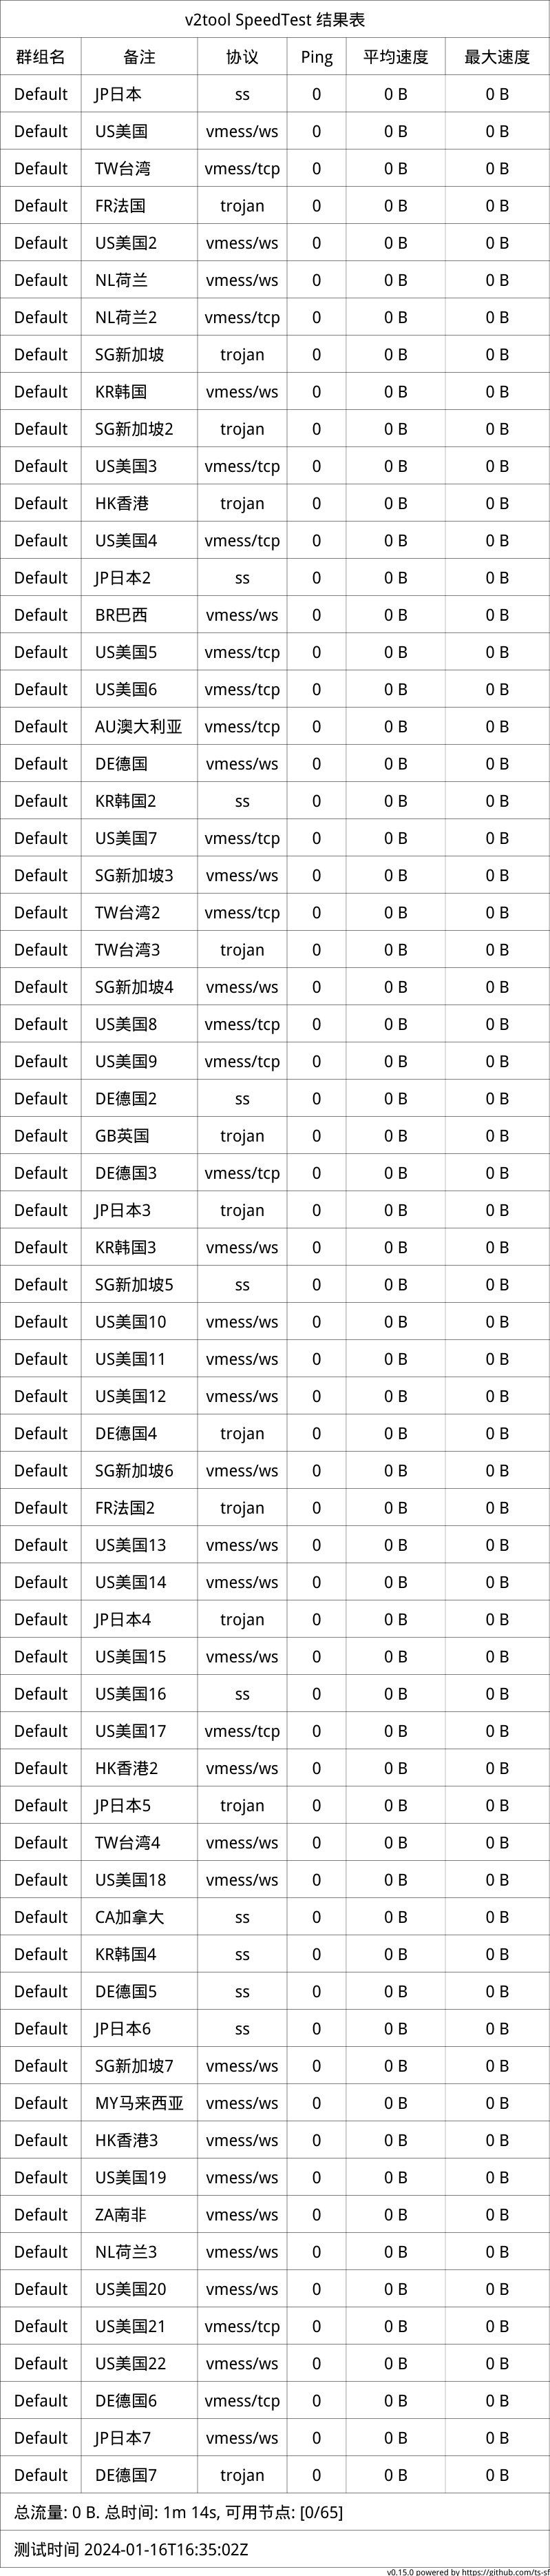 v2tool SpeedTest 结果表
群组名 备注 协议 Ping 平均速度 最大速度
Default JP日本 ss 0 0 B 0 B
Default US美国 vmess/ws 0 0 B 0 B
Default TW台湾 vmess/tcp 0 0 B 0 B
Default FR法国 trojan 0 0 B 0 B
Default US美国2 vmess/ws 0 0 B 0 B
Default NL荷兰 vmess/ws 0 0 B 0 B
Default NL荷兰2 vmess/tcp 0 0 B 0 B
Default SG新加坡 trojan 0 0 B 0 B
Default KR韩国 vmess/ws 0 0 B 0 B
Default SG新加坡2 trojan 0 0 B 0 B
Default US美国3 vmess/tcp 0 0 B 0 B
Default HK香港 trojan 0 0 B 0 B
Default US美国4 vmess/tcp 0 0 B 0 B
Default JP日本2 ss 0 0 B 0 B
Default BR巴西 vmess/ws 0 0 B 0 B
Default US美国5 vmess/tcp 0 0 B 0 B
Default US美国6 vmess/tcp 0 0 B 0 B
Default AU澳大利亚 vmess/tcp 0 0 B 0 B
Default DE德国 vmess/ws 0 0 B 0 B
Default KR韩国2 ss 0 0 B 0 B
Default US美国7 vmess/tcp 0 0 B 0 B
Default SG新加坡3 vmess/ws 0 0 B 0 B
Default TW台湾2 vmess/tcp 0 0 B 0 B
Default TW台湾3 trojan 0 0 B 0 B
Default SG新加坡4 vmess/ws 0 0 B 0 B
Default US美国8 vmess/tcp 0 0 B 0 B
Default US美国9 vmess/tcp 0 0 B 0 B
Default DE德国2 ss 0 0 B 0 B
Default GB英国 trojan 0 0 B 0 B
Default DE德国3 vmess/tcp 0 0 B 0 B
Default JP日本3 trojan 0 0 B 0 B
Default KR韩国3 vmess/ws 0 0 B 0 B
Default SG新加坡5 ss 0 0 B 0 B
Default US美国10 vmess/ws 0 0 B 0 B
Default US美国11 vmess/ws 0 0 B 0 B
Default US美国12 vmess/ws 0 0 B 0 B
Default DE德国4 trojan 0 0 B 0 B
Default SG新加坡6 vmess/ws 0 0 B 0 B
Default FR法国2 trojan 0 0 B 0 B
Default US美国13 vmess/ws 0 0 B 0 B
Default US美国14 vmess/ws 0 0 B 0 B
Default JP日本4 trojan 0 0 B 0 B
Default US美国15 vmess/ws 0 0 B 0 B
Default US美国16 ss 0 0 B 0 B
Default US美国17 vmess/tcp 0 0 B 0 B
Default HK香港2 vmess/ws 0 0 B 0 B
Default JP日本5 trojan 0 0 B 0 B
Default TW台湾4 vmess/ws 0 0 B 0 B
Default US美国18 vmess/ws 0 0 B 0 B
Default CA加拿大 ss 0 0 B 0 B
Default KR韩国4 ss 0 0 B 0 B
Default DE德国5 ss 0 0 B 0 B
Default JP日本6 ss 0 0 B 0 B
Default SG新加坡7 vmess/ws 0 0 B 0 B
Default MY马来西亚 vmess/ws 0 0 B 0 B
Default HK香港3 vmess/ws 0 0 B 0 B
Default US美国19 vmess/ws 0 0 B 0 B
Default ZA南非 vmess/ws 0 0 B 0 B
Default NL荷兰3 vmess/ws 0 0 B 0 B
Default US美国20 vmess/ws 0 0 B 0 B
Default US美国21 vmess/tcp 0 0 B 0 B
Default US美国22 vmess/ws 0 0 B 0 B
Default DE德国6 vmess/tcp 0 0 B 0 B
Default JP日本7 vmess/ws 0 0 B 0 B
Default DE德国7 trojan 0 0 B 0 B
总流量: 0 B. 总时间: 1m 14s, 可用节点: [0/65]
测试时间 2024-01-16T16:35:02Z
v0.15.0 powered by https://github.com/ts-sf